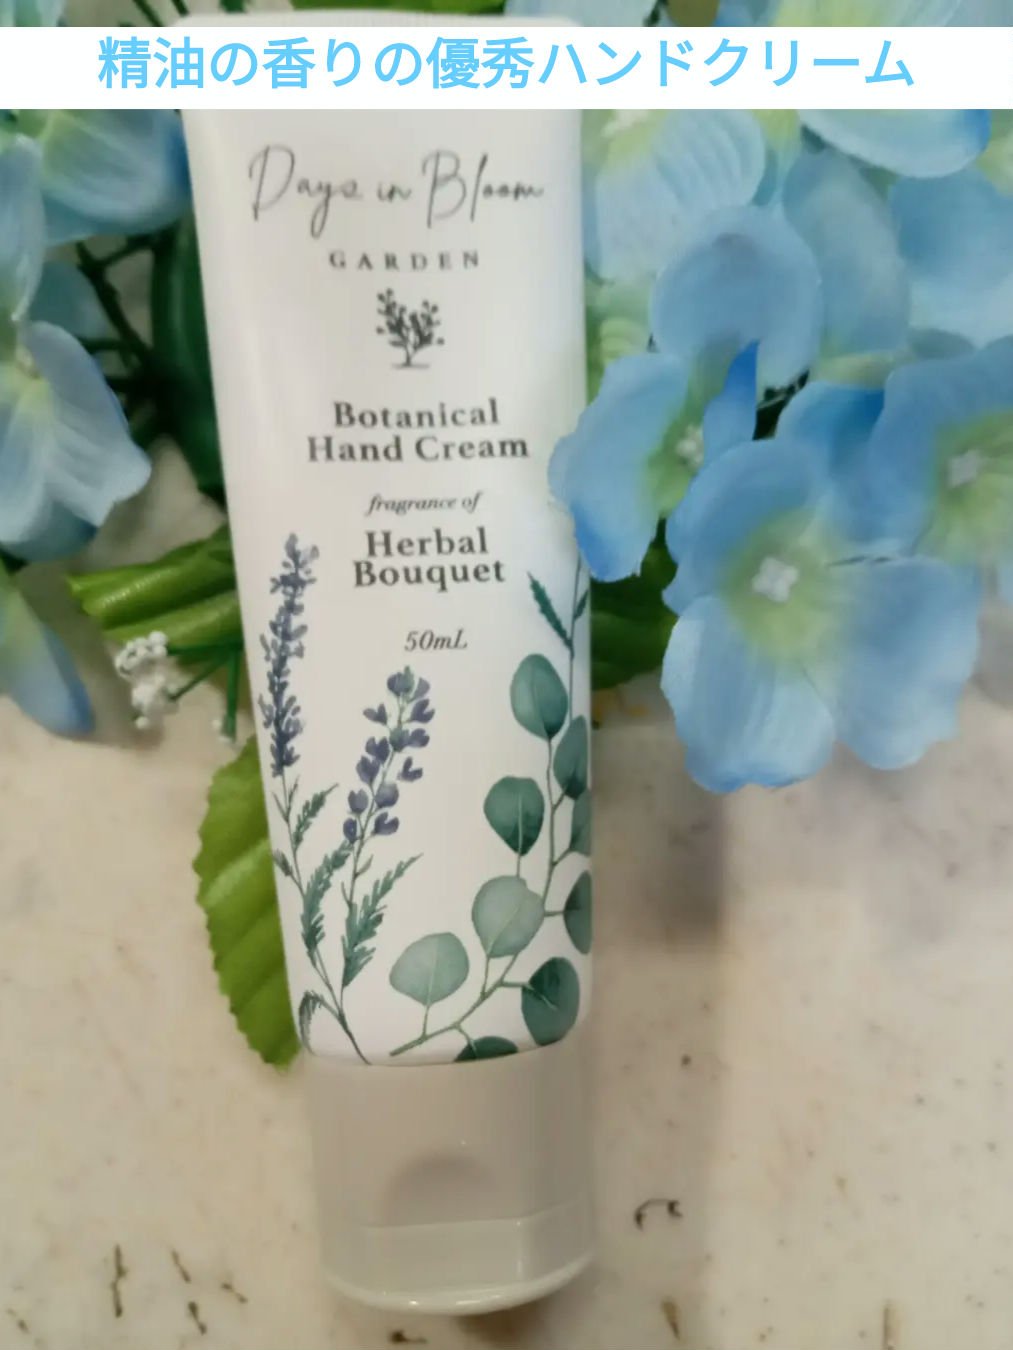 精油の香りの優秀ハンドクリーム
Days in Bloom
GARDEN
Botanical
Hand Cream
fragrance of
Herbal
Bouquet
50mL